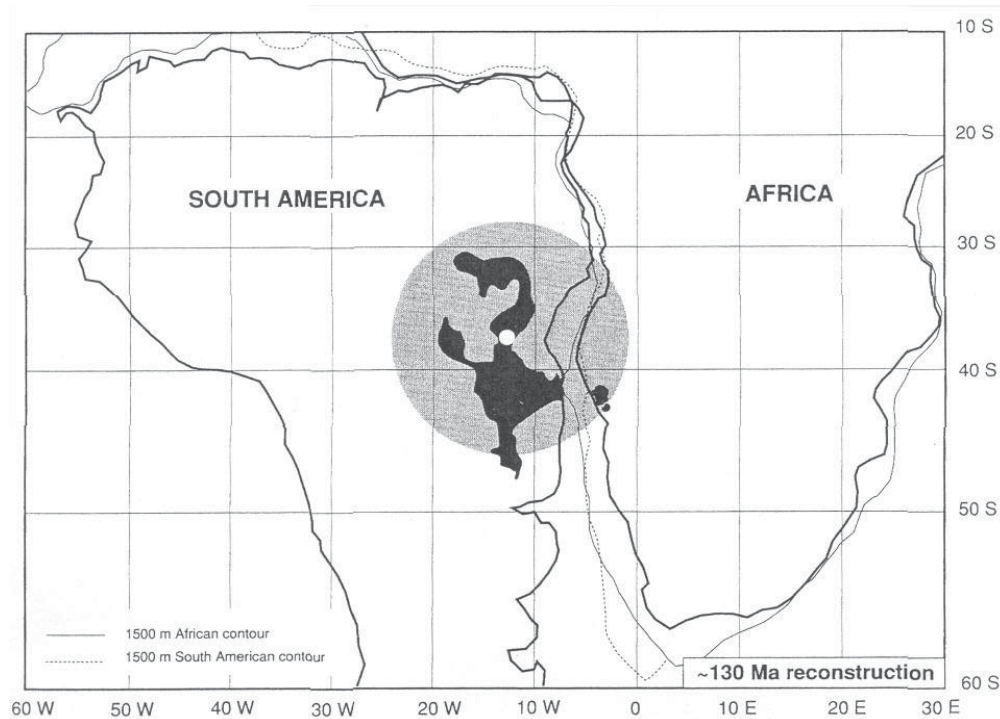 10 S
20 S
SOUTH AMERICA
AFRICA
30 S
40 S
50 S
1500 m African contour
1500 m South American contour
~130 Ma reconstruction
60 S
60 W 50 W 40 W 30 W 20 W 10 W 0 10 E 20 E 30 E